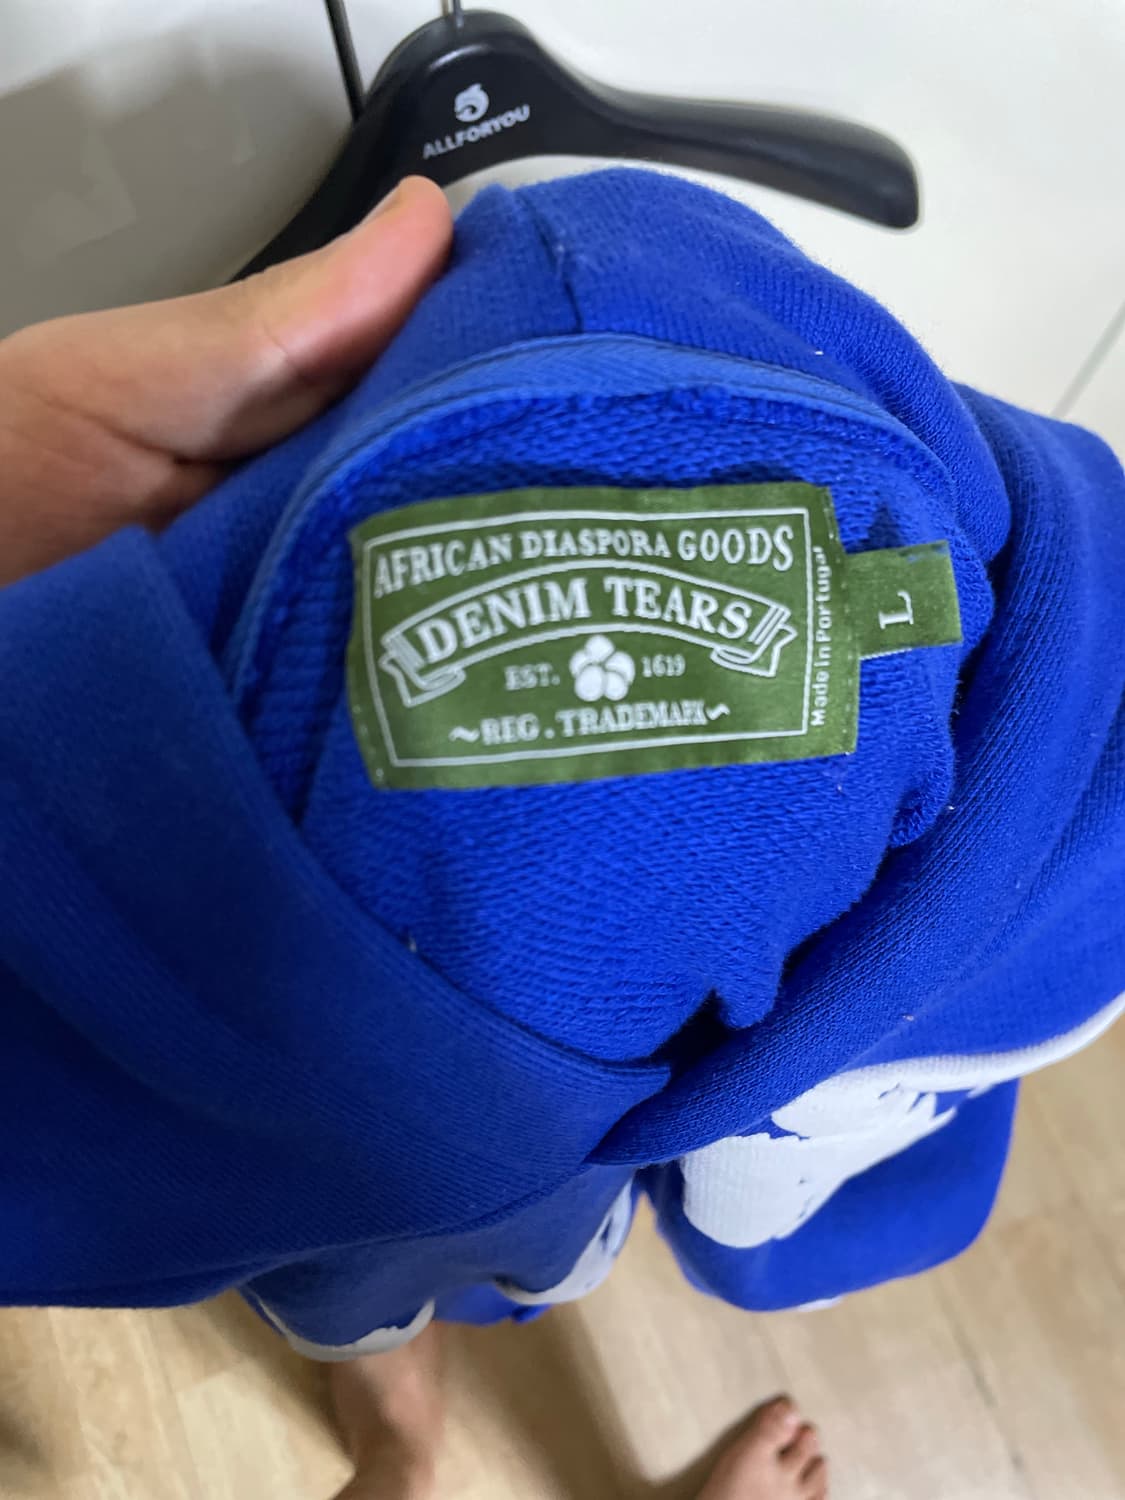 ALLFORYOU
AFRICAN DIASPORA GOODS
DENIM TEARS
EST. 1619
~REG. TRADEMARK~
Made in Portugal
L